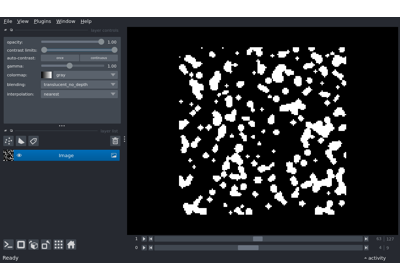 File View Plugins Window Help
opacity: 1.00
contrast limits:
auto-contrast: once continuous
gamma: 1.00
colormap: gray
blending: translucent_no_depth
interpolation: nearest
image
1
0
Ready
activity